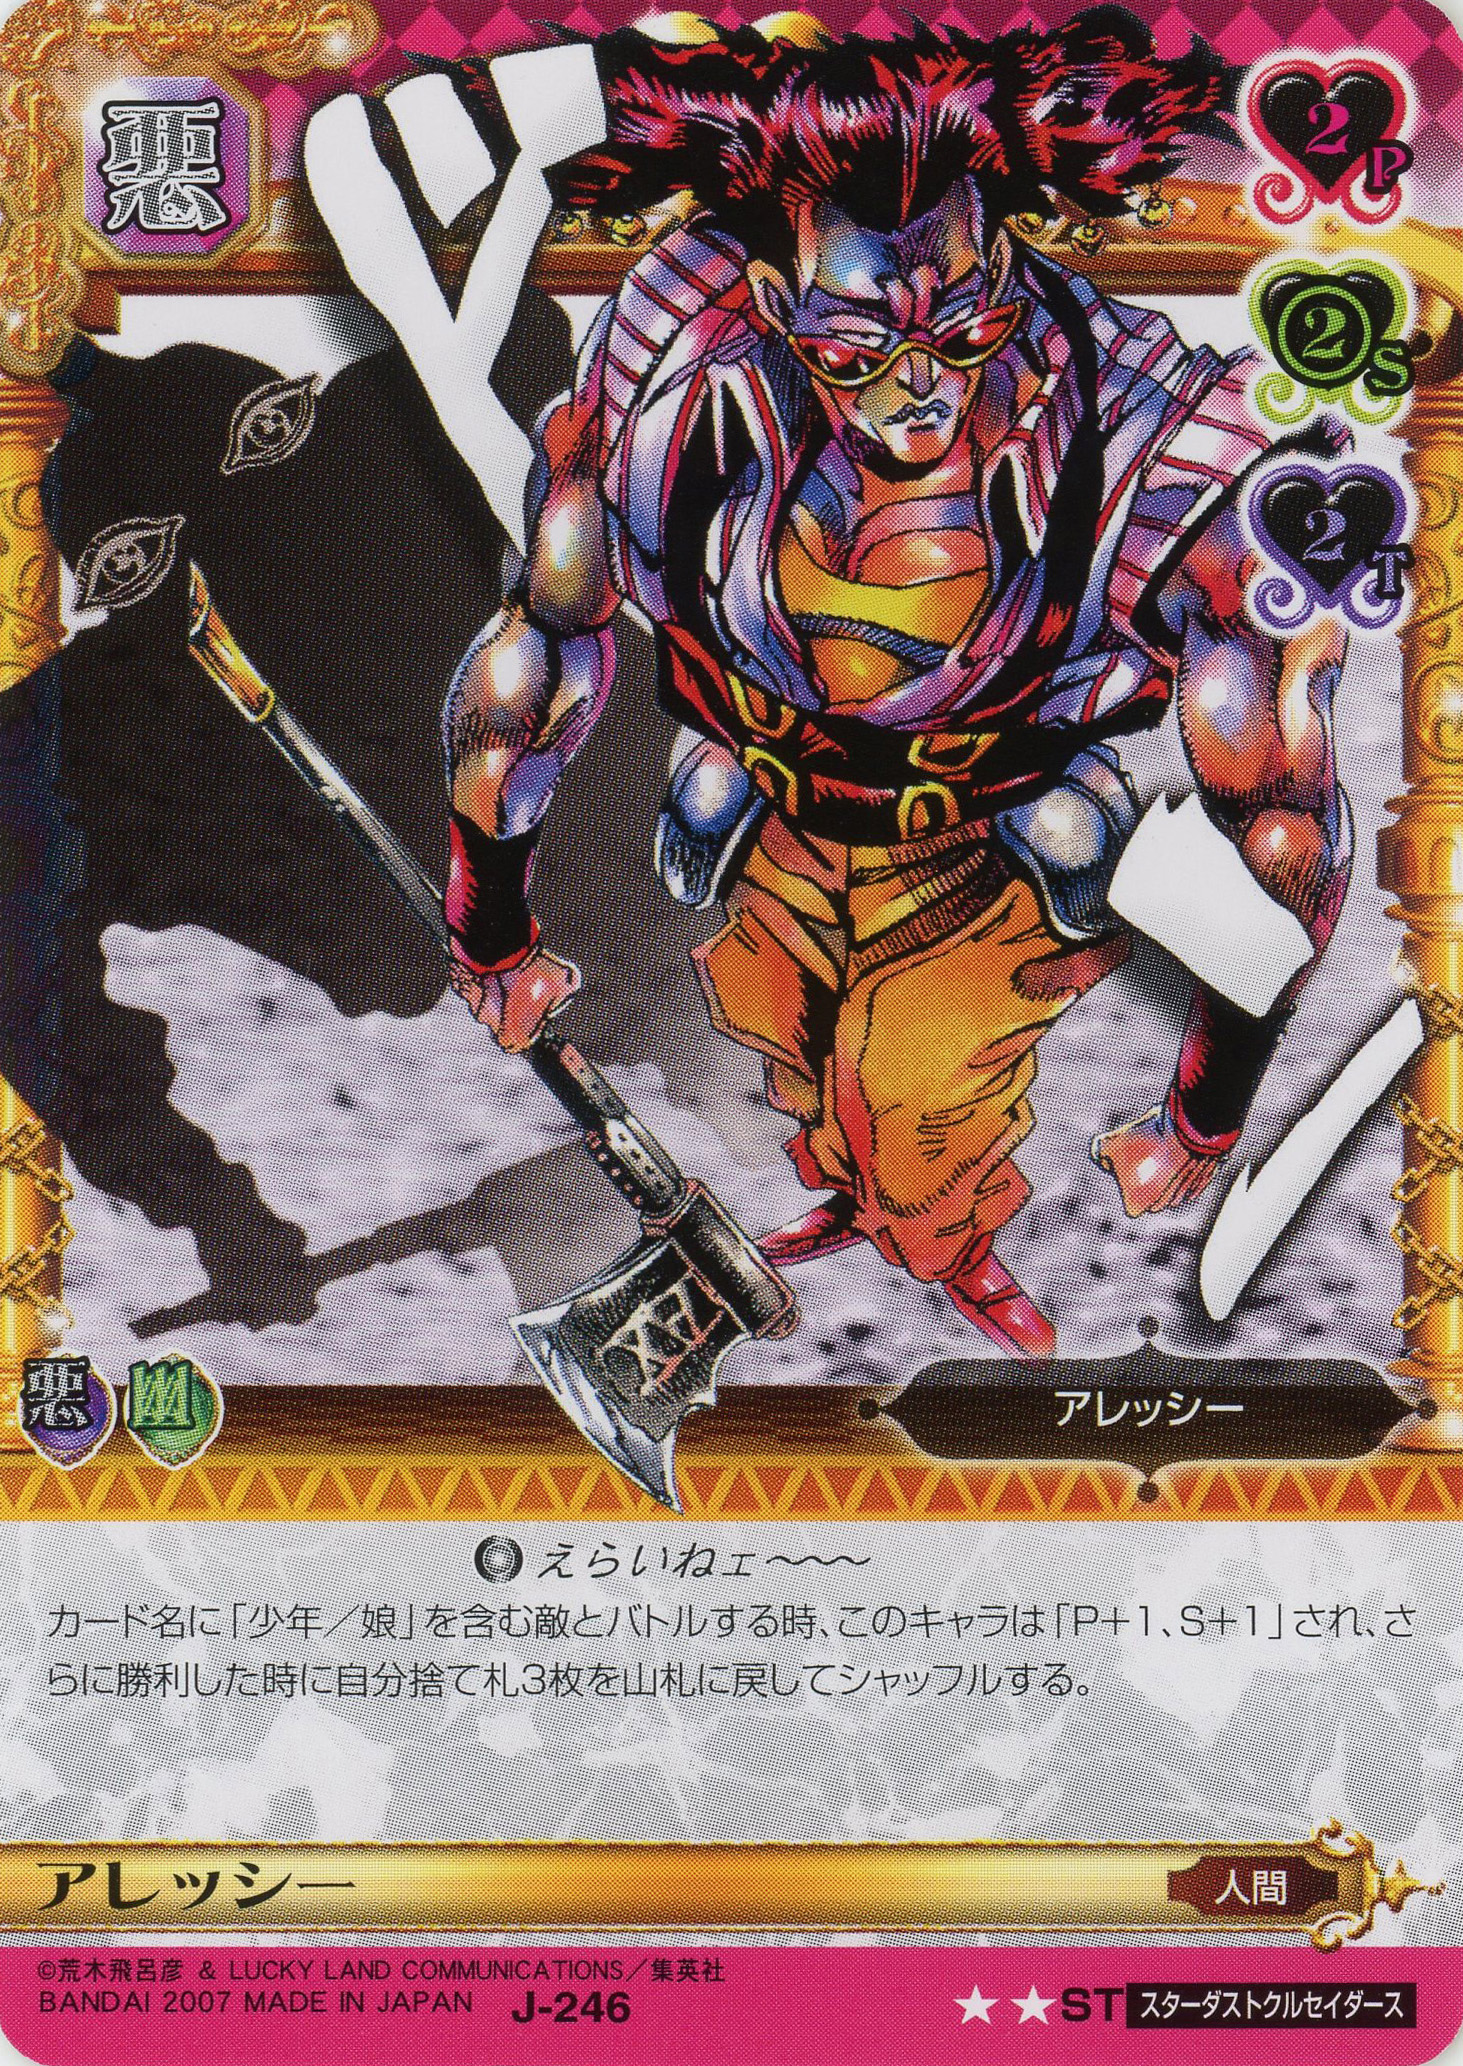 悪
2P
2S
2T
悪
アレッシー
えらいねェ〜〜〜
カード名に「少年／娘」を含む敵とバトルする時、このキャラは「P＋1、S＋1」され、さ
らに勝利した時に自分捨て札3枚を山札に戻してシャッフルする。
アレッシー
人間
©荒木飛呂彦 & LUCKY LAND COMMUNICATIONS／集英社
BANDAI 2007 MADE IN JAPAN J-246
★★ST スターダストクルセイダース